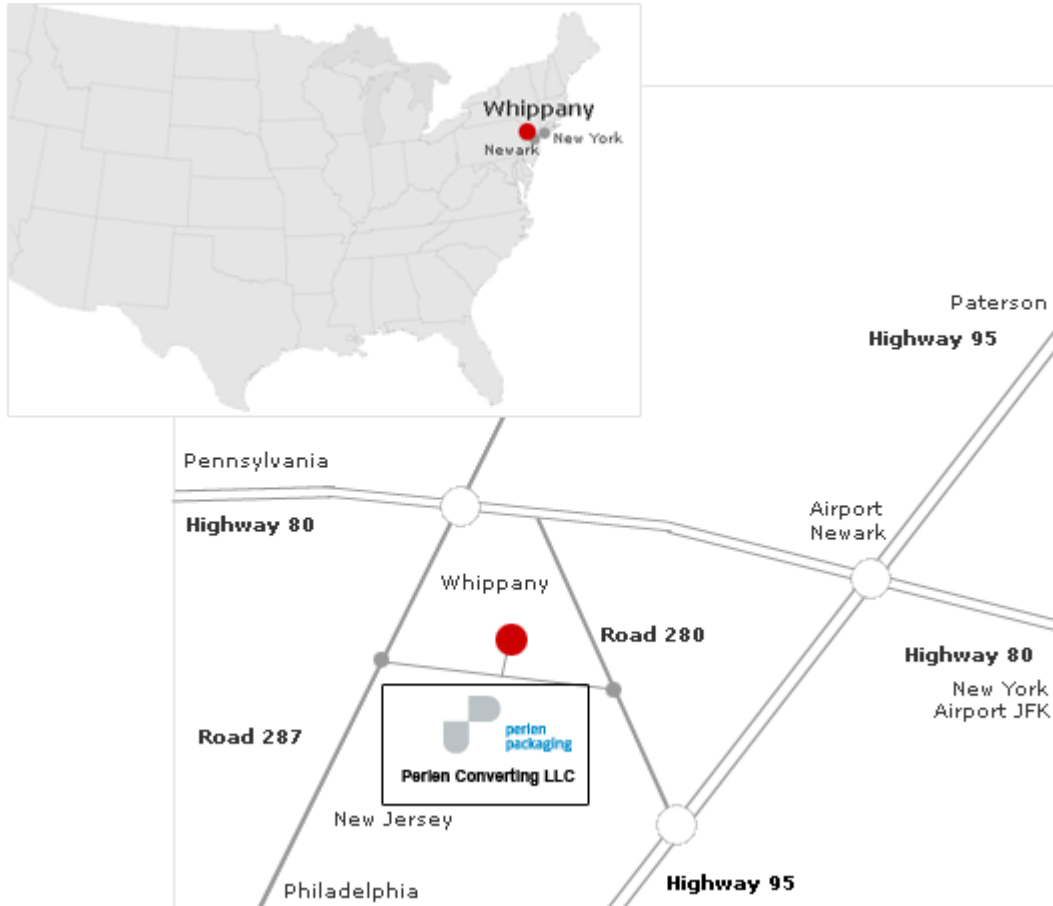 Whippany
New York
Newark
Paterson
Highway 95
Pennsylvania
Highway 80
Airport
Newark
Whippany
Road 280
Highway 80
New York
Airport JFK
Road 287
perlen
packaging
Perlen Converting LLC
New Jersey
Highway 95
Philadelphia